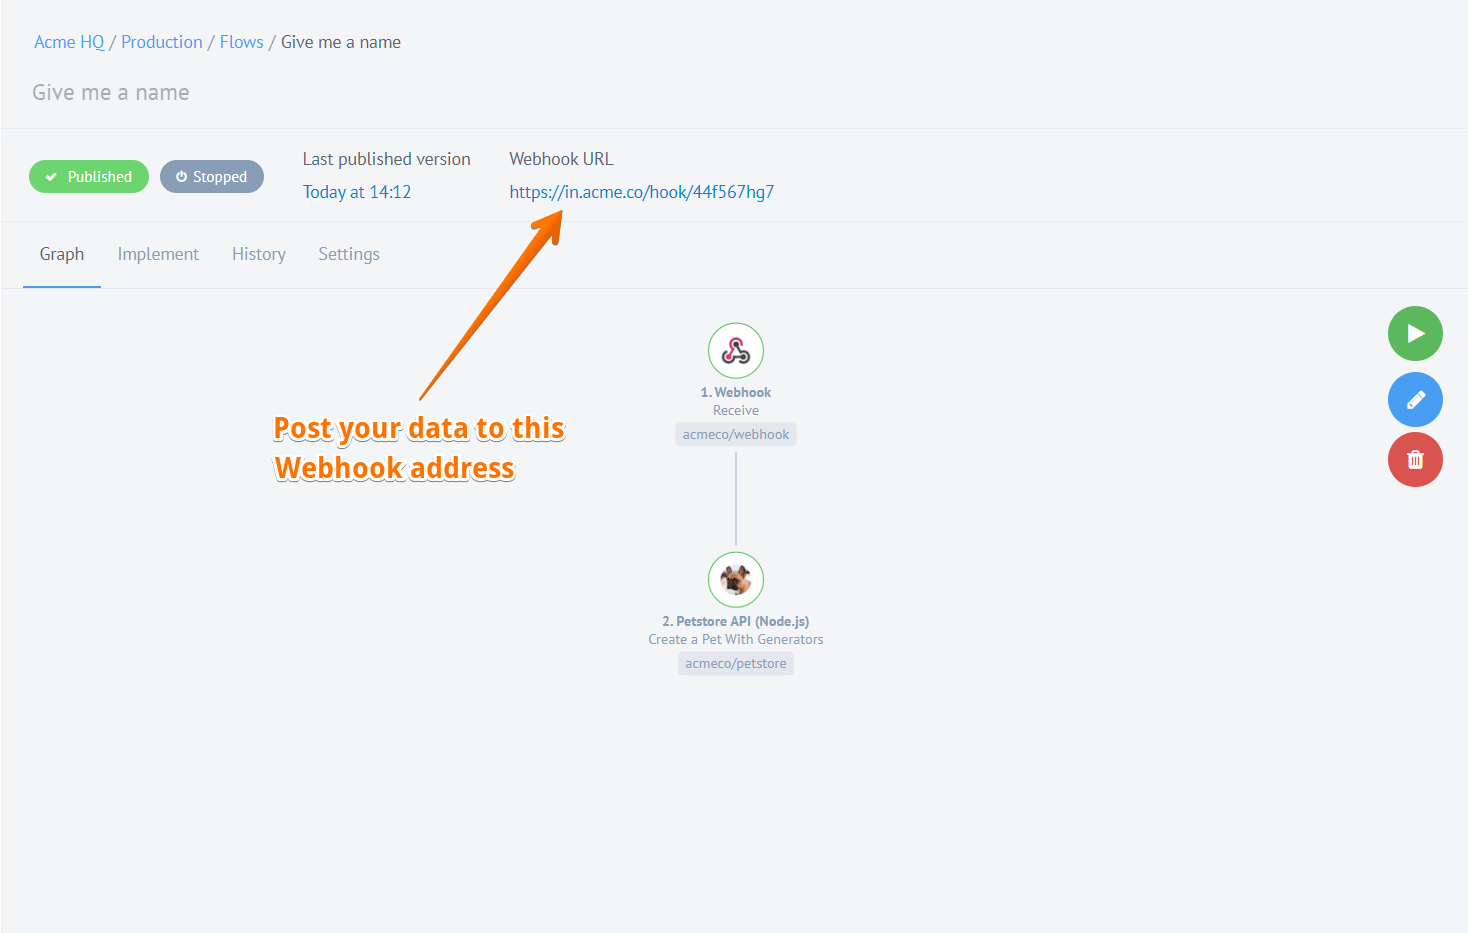 Acme HQ / Production / Flows / Give me a name
Give me a name
Published
Stopped
Last published version
Today at 14:12
Webhook URL
https://in.acme.co/hook/44f567hg7
Graph
Implement
History
Settings
Post your data to this
Webhook address
1. Webhook
Receive
acmeco/webhook
2. Petstore API (Node.js)
Create a Pet With Generators
acmeco/petstore